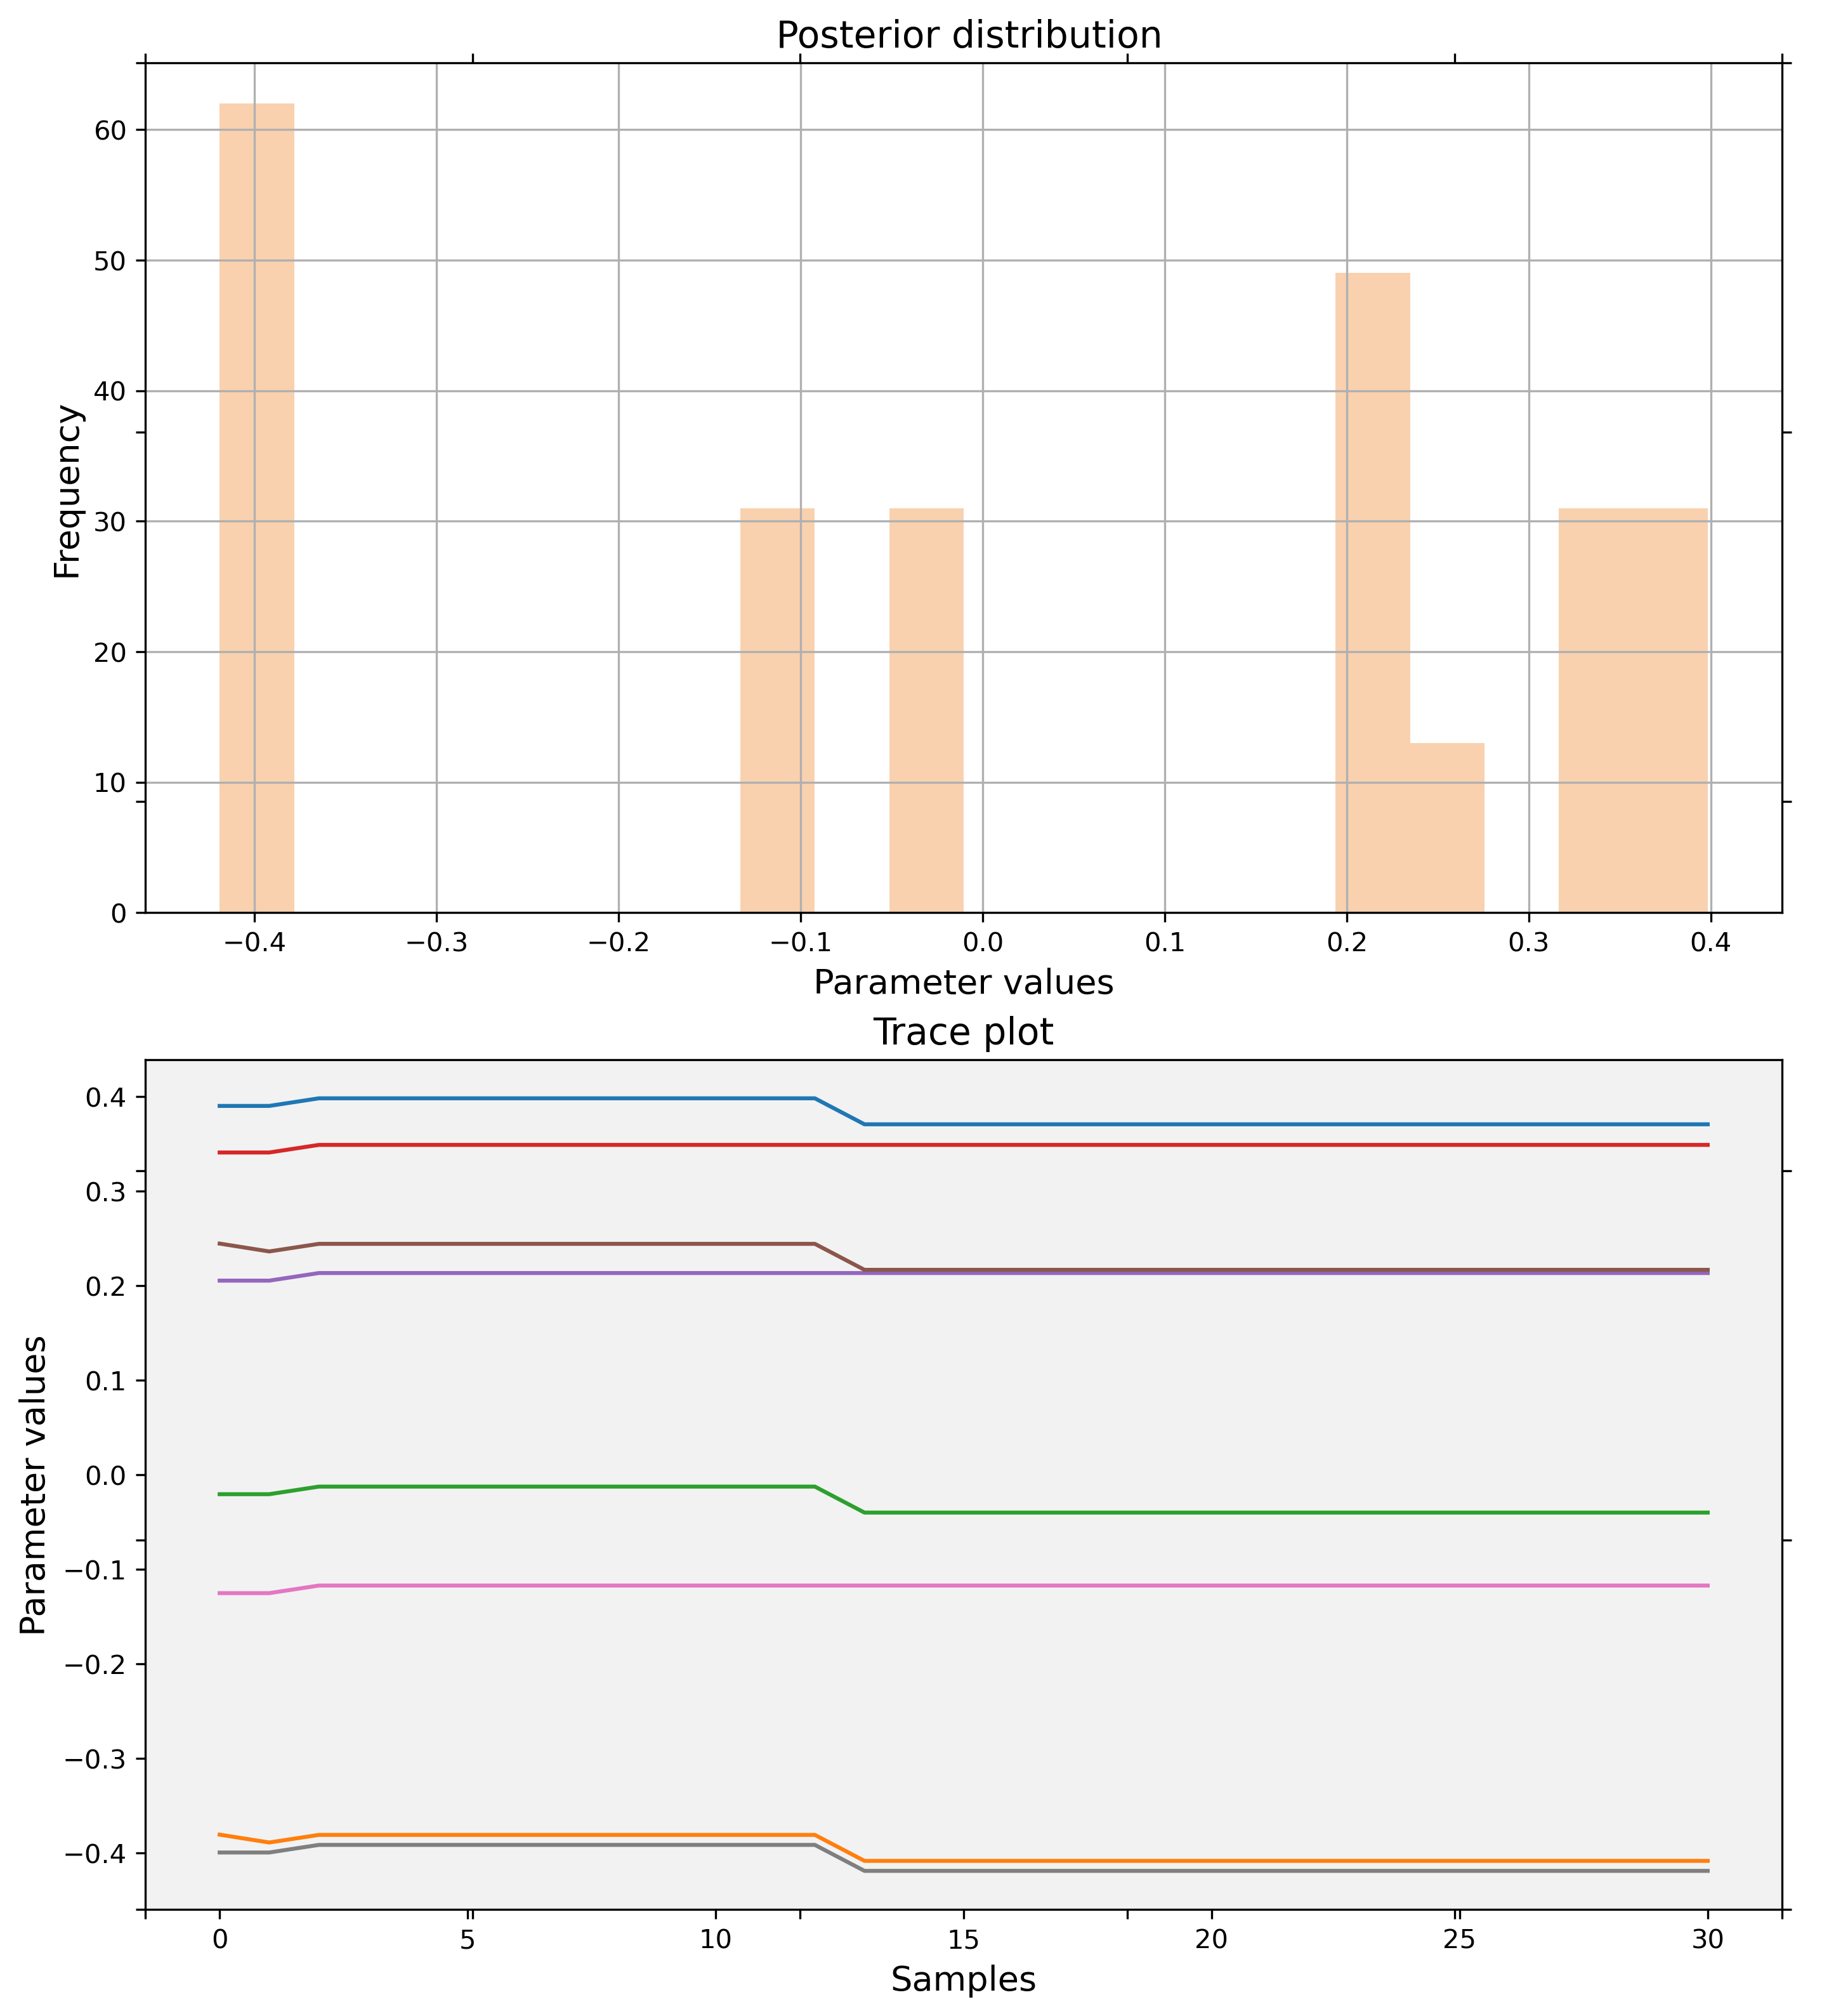 Posterior distribution
60
50
40
30
20
10
0
Frequency
−0.4 −0.3 −0.2 −0.1 0.0 0.1 0.2 0.3 0.4
Parameter values
Trace plot
0.4
0.3
0.2
0.1
0.0
−0.1
−0.2
−0.3
−0.4
Parameter values
0 5 10 15 20 25 30
Samples